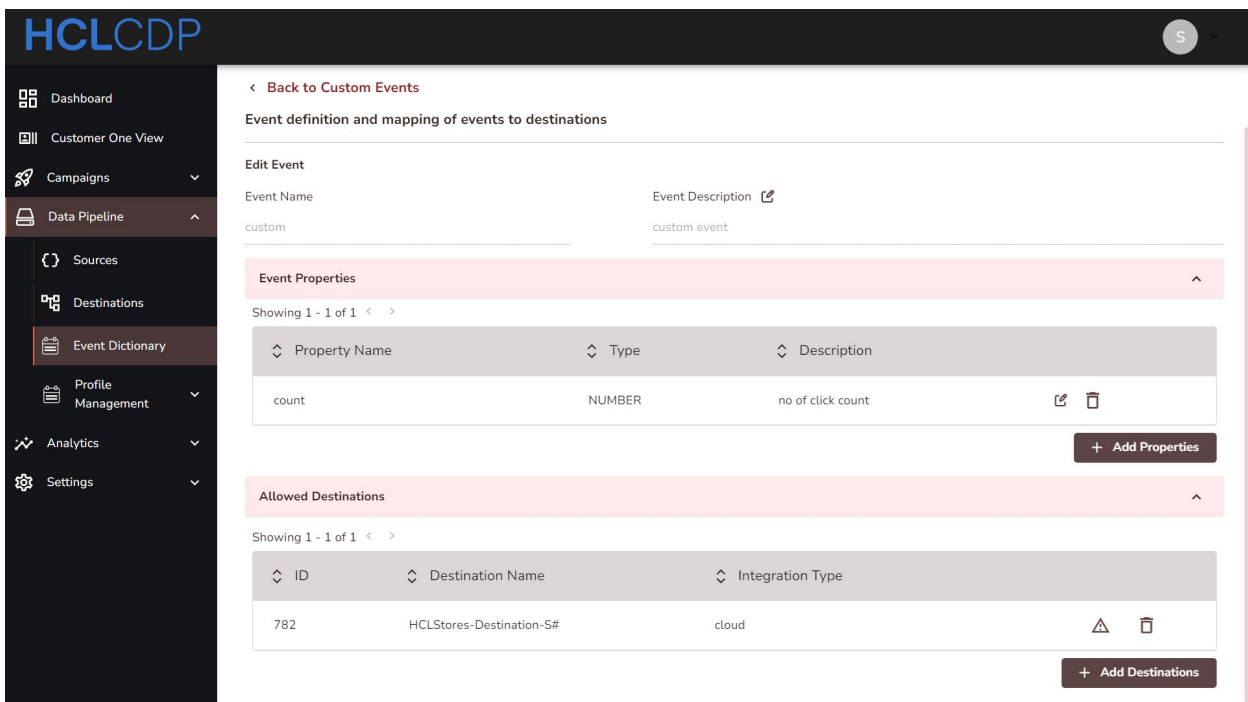 HCLCDP
S
Dashboard
Customer One View
Campaigns
Data Pipeline
Sources
Destinations
Event Dictionary
Profile
Management
Analytics
Settings
Back to Custom Events
Event definition and mapping of events to destinations
Edit Event
Event Name
Event Description
custom
custom event
Event Properties
Showing 1 - 1 of 1
Property Name Type Description
count NUMBER no of click count
+ Add Properties
Allowed Destinations
Showing 1 - 1 of 1
ID Destination Name Integration Type
782 HCLStores-Destination-S# cloud
+ Add Destinations